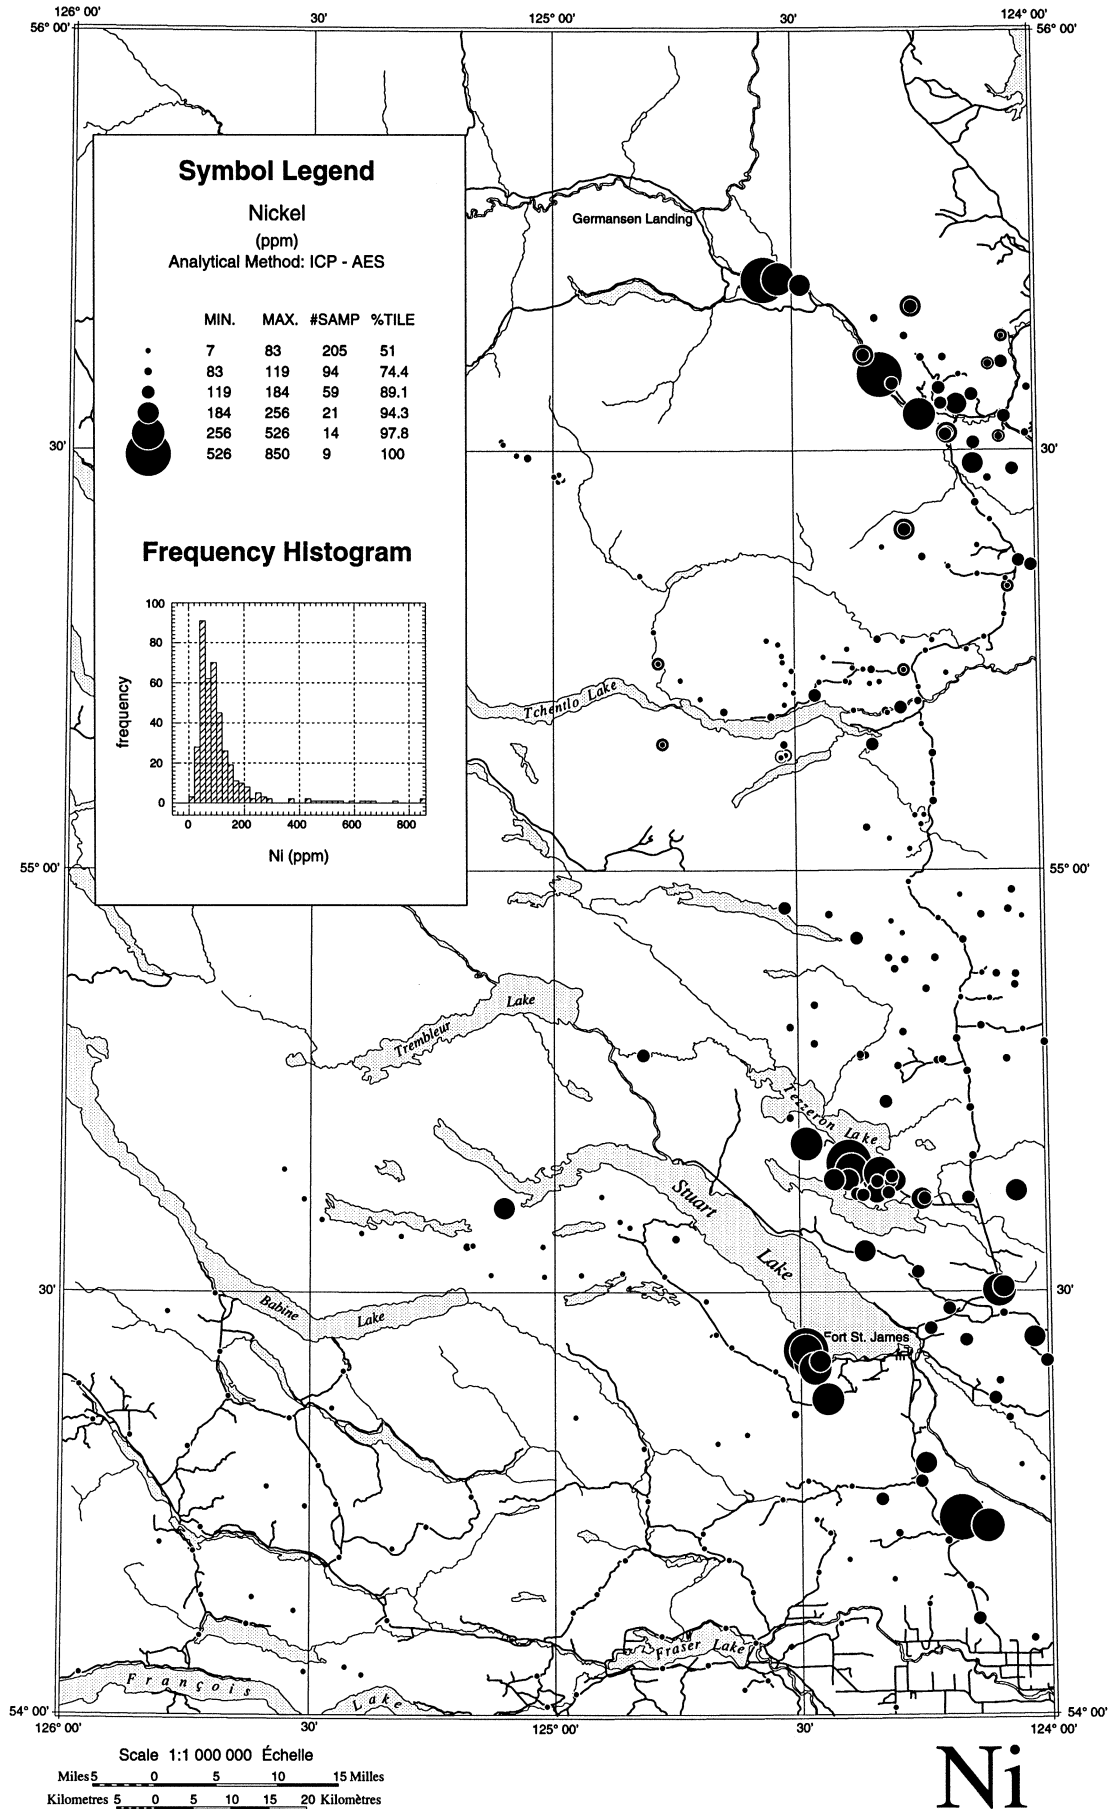 126° 00' 30' 125° 00' 30' 124° 00'
56° 00' 56° 00'
Symbol Legend
Nickel
(ppm)
Analytical Method: ICP - AES
MIN. MAX. #SAMP %TILE
7 83 205 51
83 119 94 74.4
119 184 59 89.1
184 256 21 94.3
256 526 14 97.8
526 850 9 100
Germansen Landing
30' 30'
Frequency Histogram
100
80
60
40
20
0
frequency
0 200 400 600 800
Ni (ppm)
Tchentlo Lake
55° 00' 55° 00'
Trembleur Lake
Tezzeron Lake
Stuart Lake
30' 30'
Babine Lake
Fort St. James
Fraser Lake
François Lake
54° 00' 54° 00'
126° 00' 30' 125° 00' 30' 124° 00'
Scale 1:1 000 000 Échelle
Miles 5 0 5 10 15 Milles
Kilometres 5 0 5 10 15 20 Kilomètres
Ni